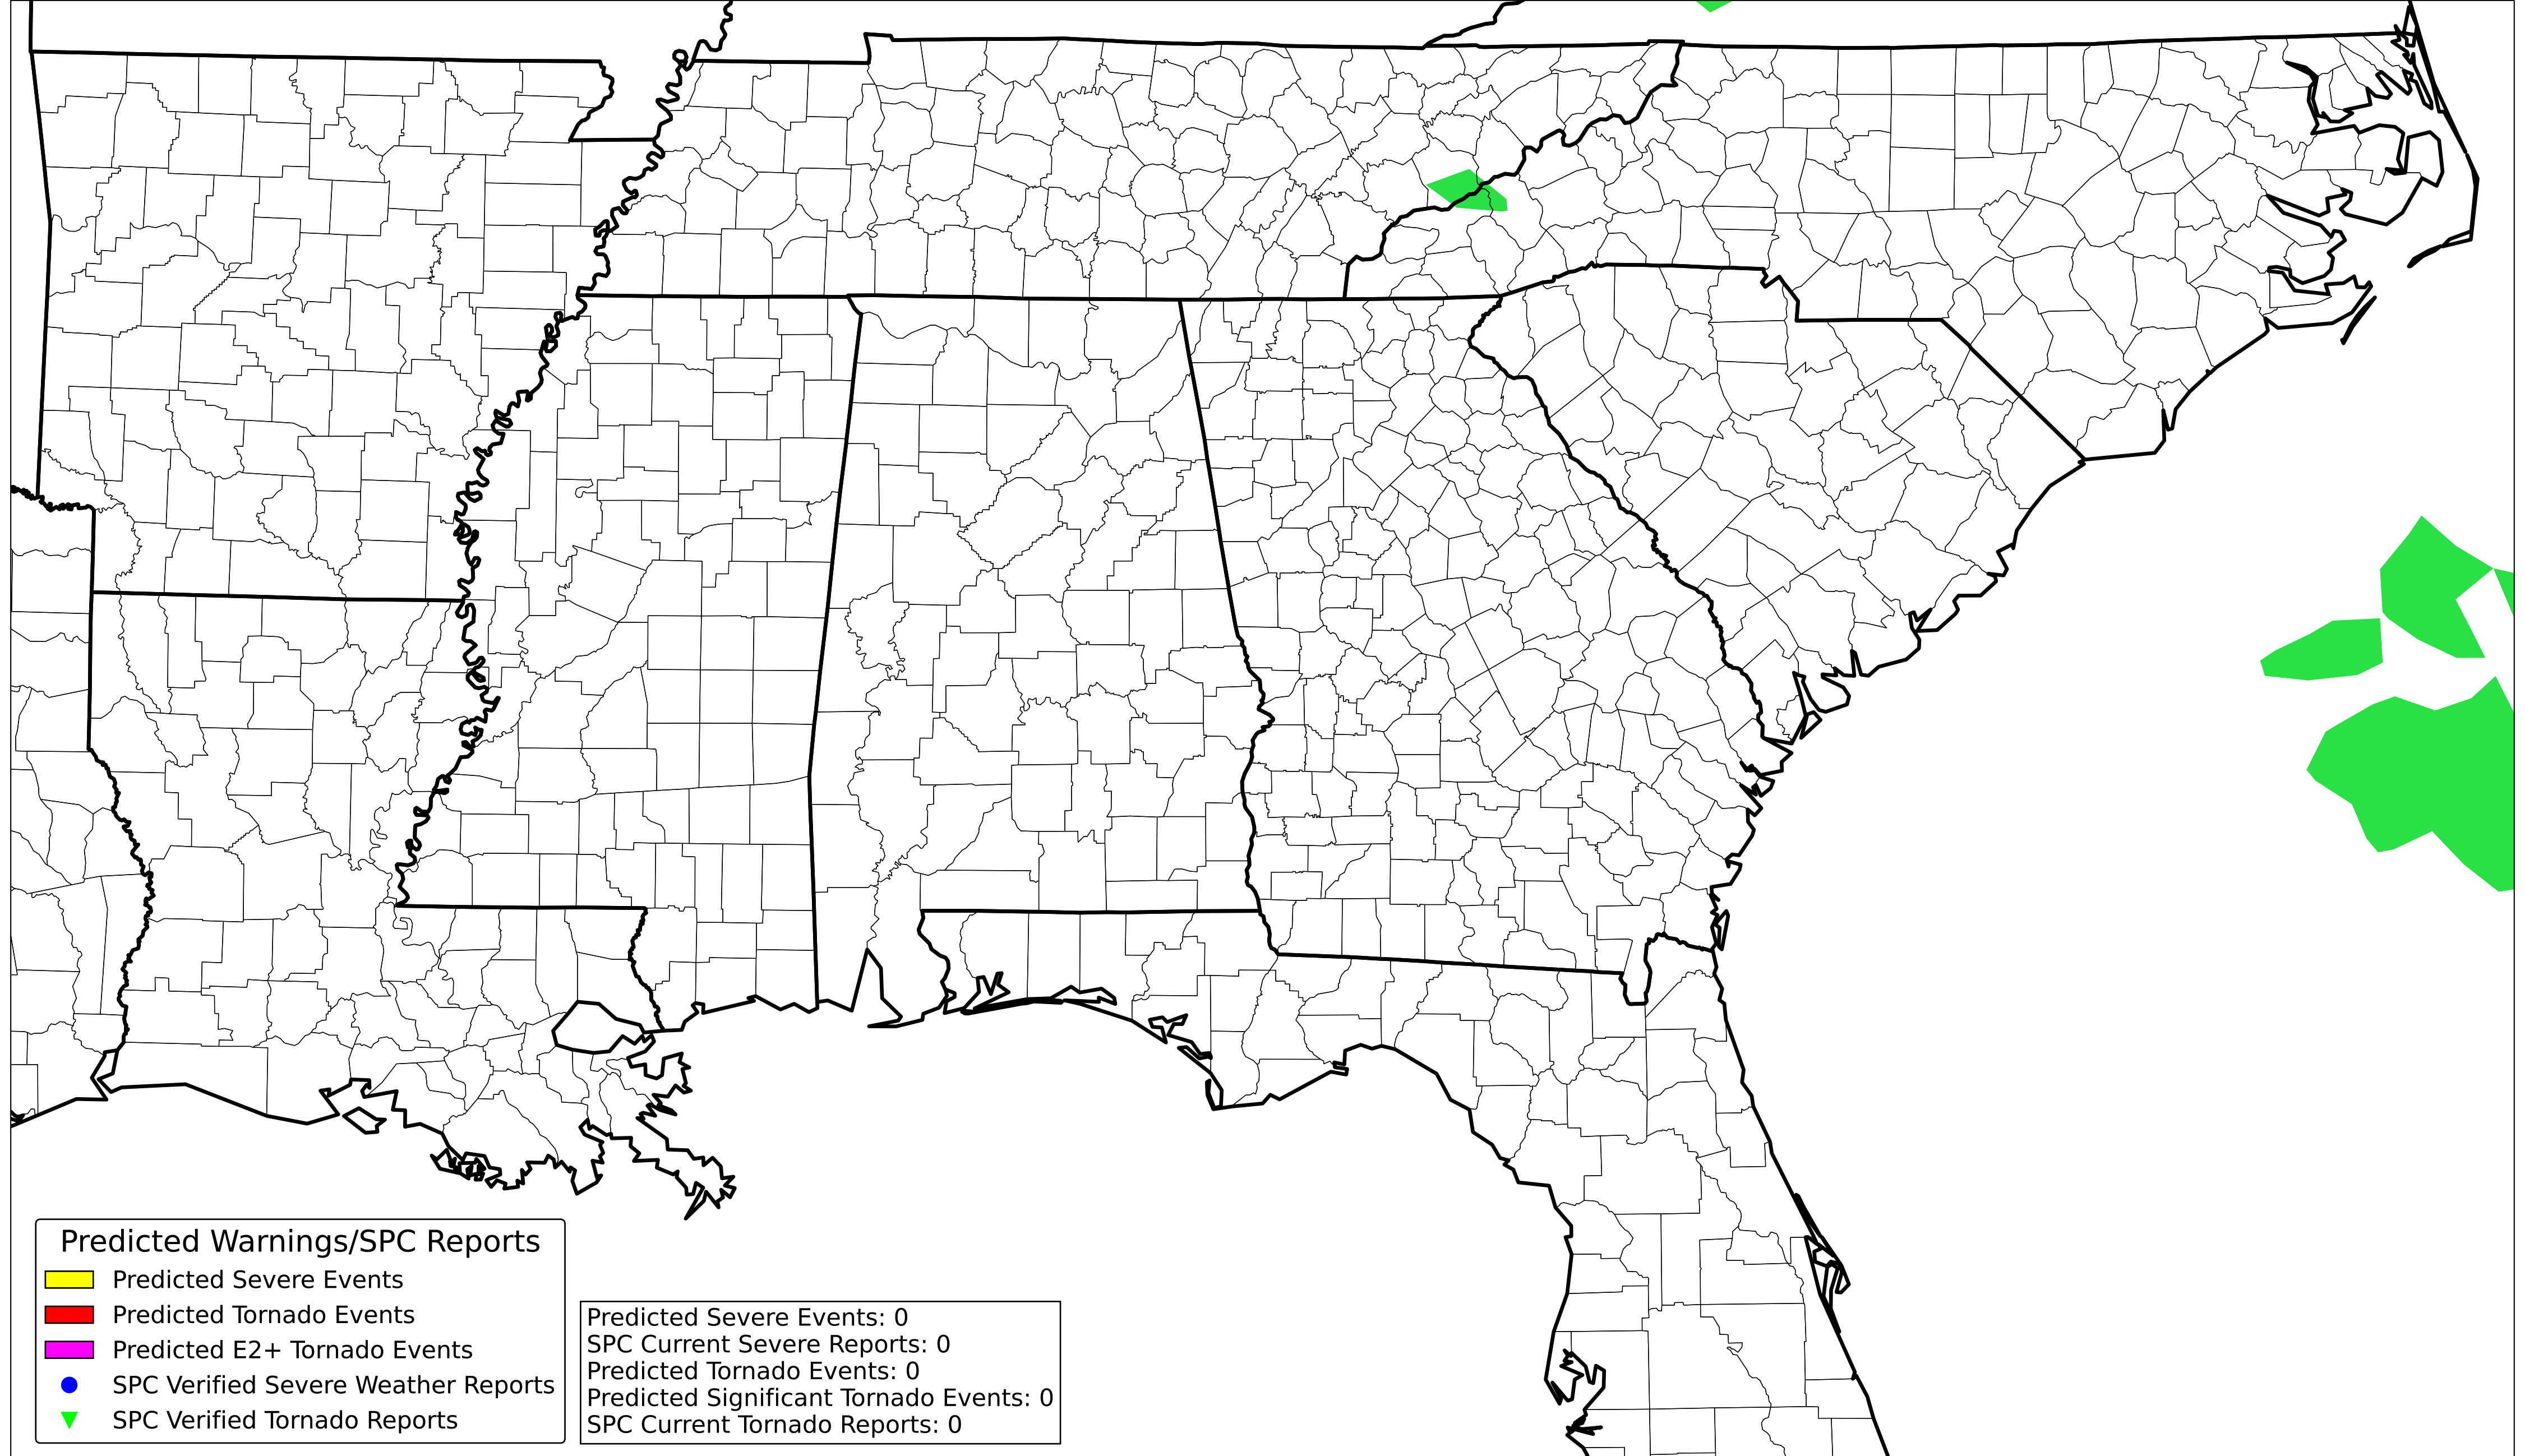 Predicted Warnings/SPC Reports
Predicted Severe Events
Predicted Tornado Events
Predicted E2+ Tornado Events
SPC Verified Severe Weather Reports
SPC Verified Tornado Reports
Predicted Severe Events: 0
SPC Current Severe Reports: 0
Predicted Tornado Events: 0
Predicted Significant Tornado Events: 0
SPC Current Tornado Reports: 0